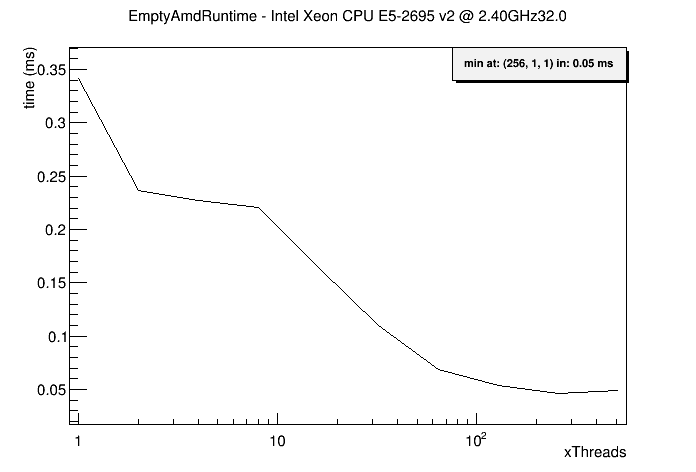 EmptyAmdRuntime - Intel Xeon CPU E5-2695 v2 @ 2.40GHz32.0
min at: (256, 1, 1) in: 0.05 ms
time (ms)
0.35
0.3
0.25
0.2
0.15
0.1
0.05
1 10 10²
xThreads